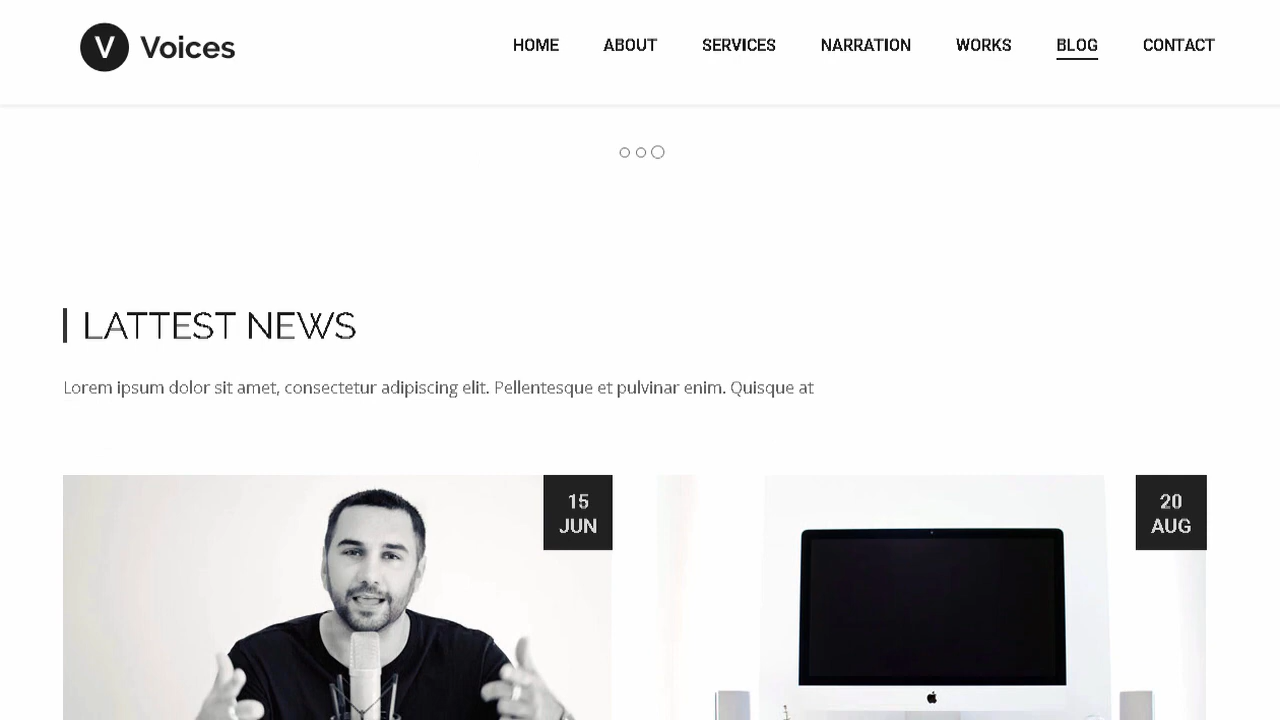 V Voices
HOME ABOUT SERVICES NARRATION WORKS BLOG CONTACT
LATTEST NEWS
Lorem ipsum dolor sit amet, consectetur adipiscing elit. Pellentesque et pulvinar enim. Quisque at
15
JUN
20
AUG